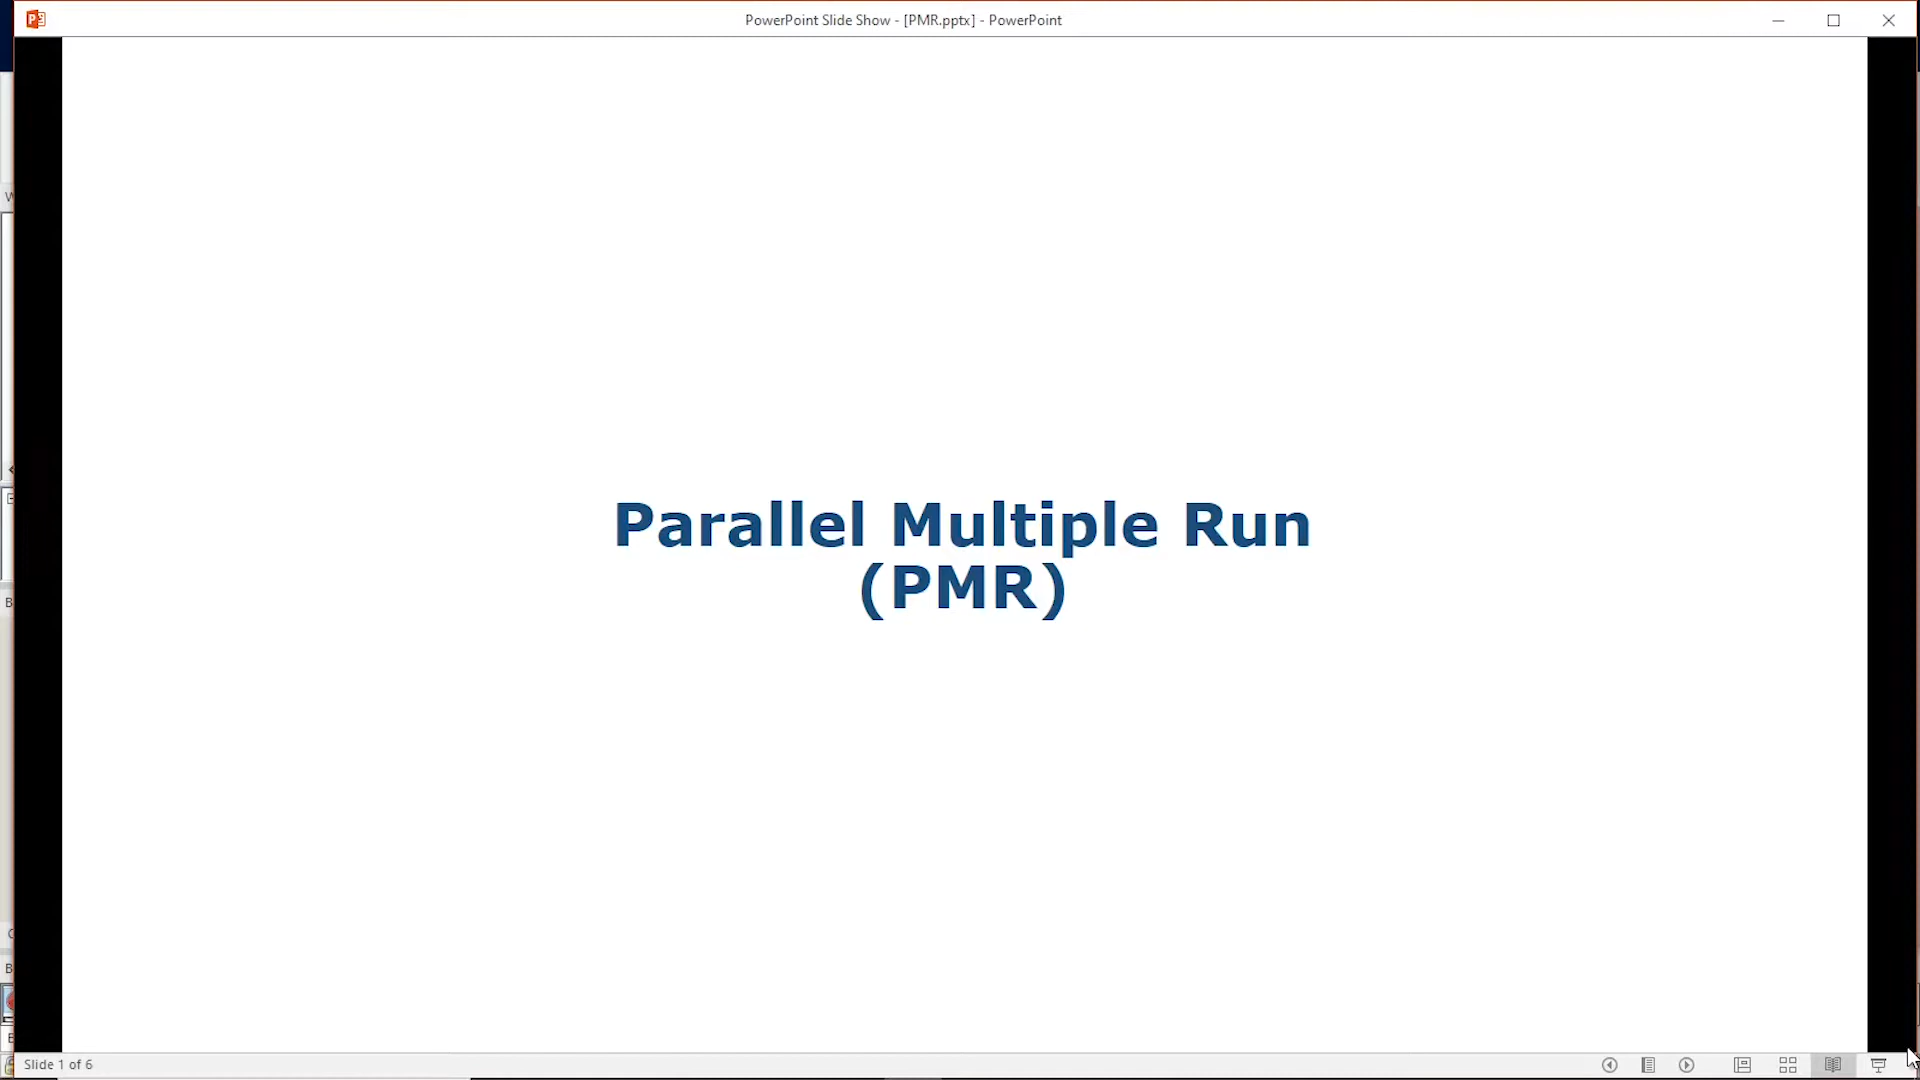 PowerPoint Slide Show - [PMR.pptx] - PowerPoint
Parallel Multiple Run
(PMR)
Slide 1 of 6